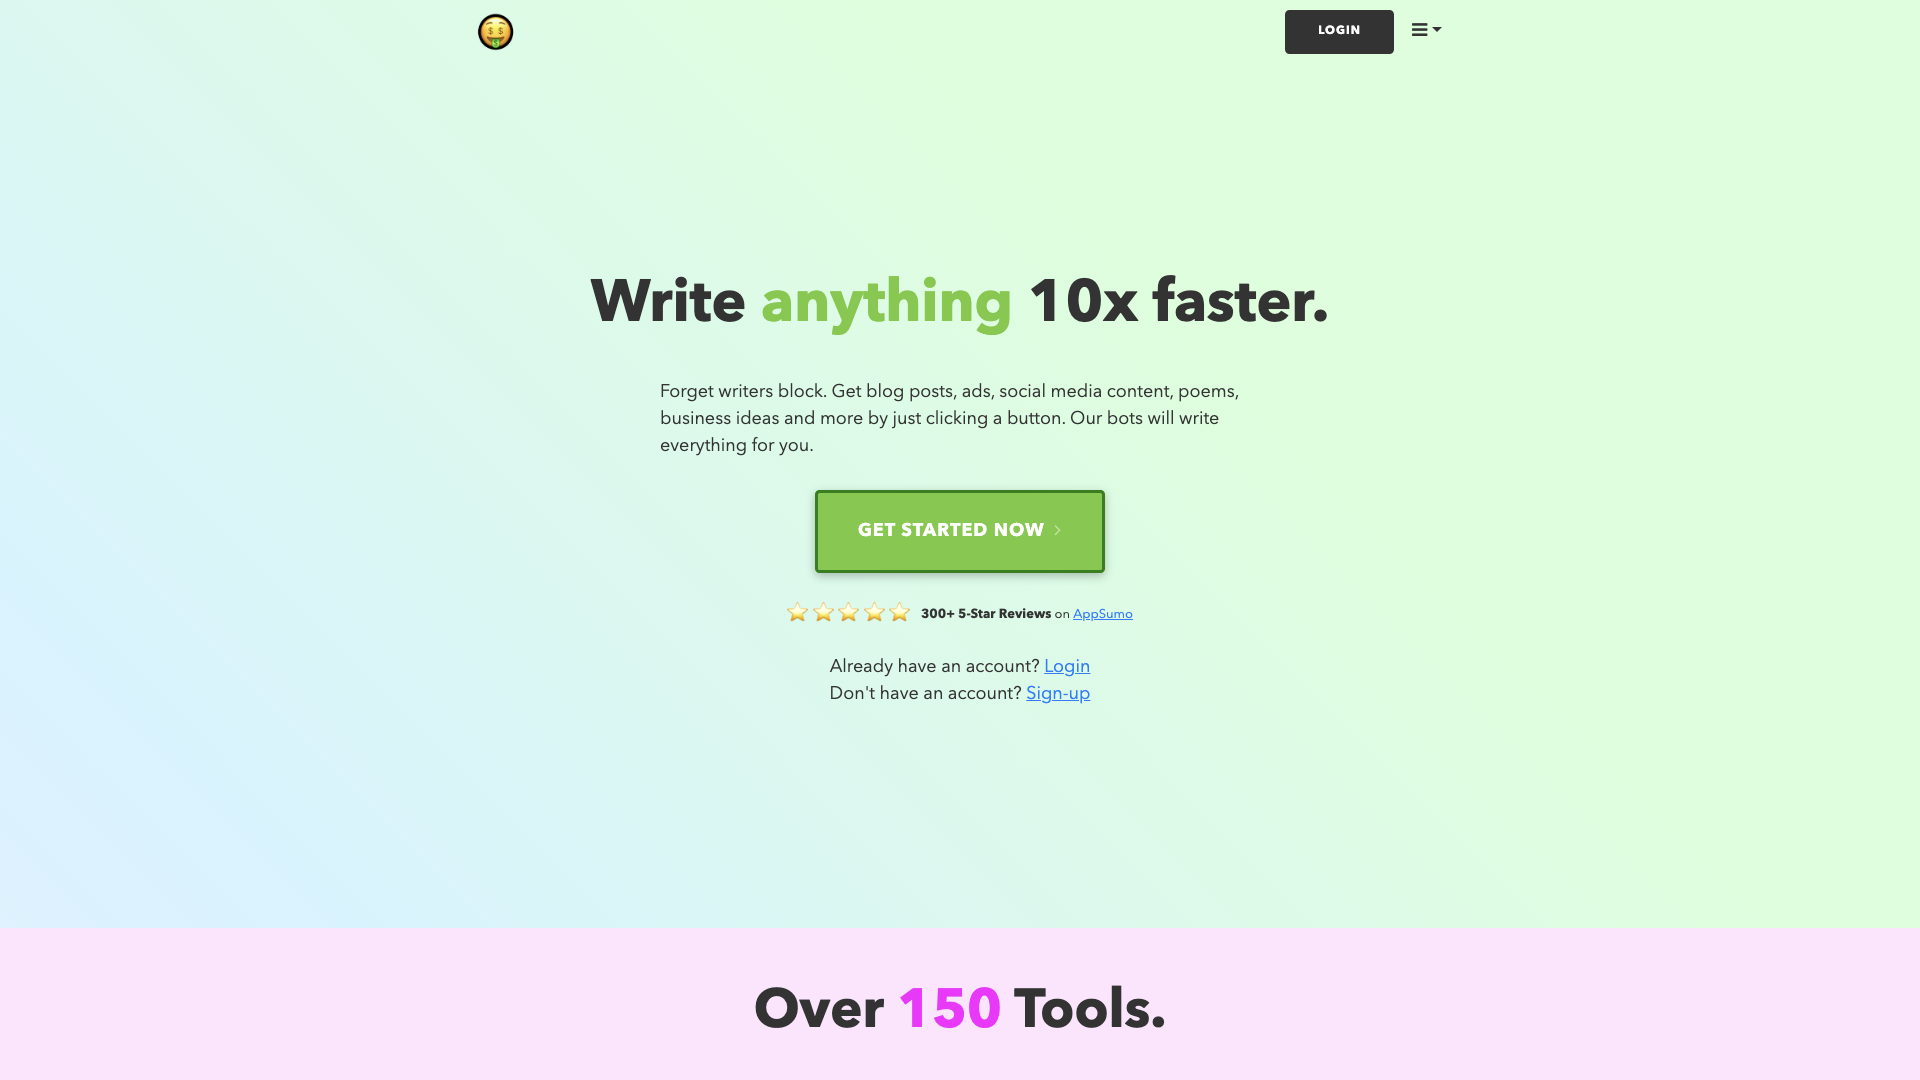 LOGIN
Write anything 10x faster.
Forget writers block. Get blog posts, ads, social media content, poems,
business ideas and more by just clicking a button. Our bots will write
everything for you.
GET STARTED NOW
300+ 5-Star Reviews on AppSumo
Already have an account? Login
Don't have an account? Sign-up
Over 150 Tools.